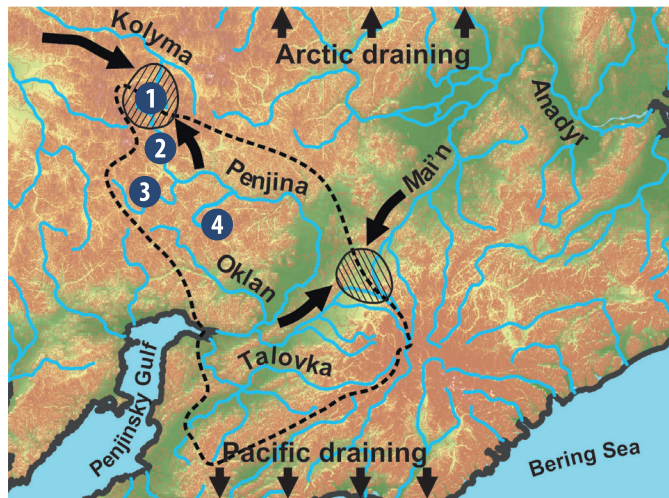 Kolyma
Arctic draining
Anadyr
1
2
Penjina
Mai'n
3
4
Oklan
Talovka
Penjinsky Gulf
Pacific draining
Bering Sea